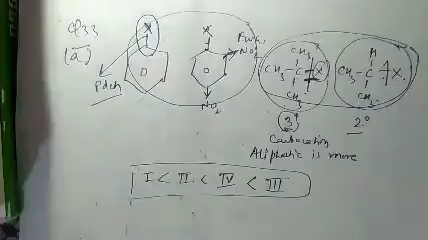 Q33
(a)
X
X
NO2
Pdch
NO2
CH3
CH3 - C - X
CH3
3°
H
CH3 - C - X.
CH3
2°
Carbocation
Aliphatic is more
I < II < IV < III